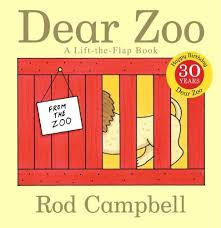 Dear Zoo
A Lift-the-Flap Book
Happy Birthday
30
YEARS
Dear Zoo
FROM
THE
ZOO
Rod Campbell